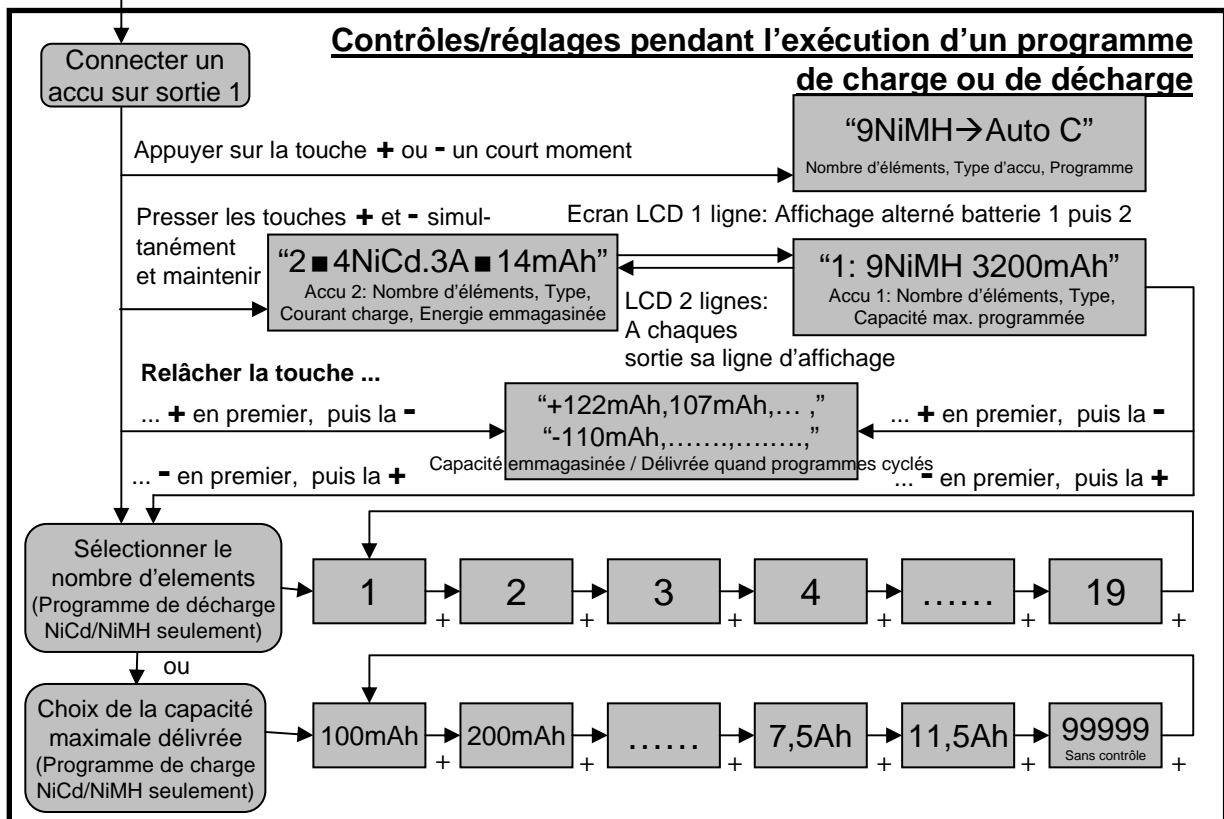 Contrôles/réglages pendant l’exécution d’un programme
de charge ou de décharge
Connecter un
accu sur sortie 1
“9NiMH→Auto C”
Nombre d’éléments, Type d’accu, Programme
Appuyer sur la touche + ou - un court moment
Presser les touches + et - simul-
tanément
et maintenir
Ecran LCD 1 ligne: Affichage alterné batterie 1 puis 2
“2■4NiCd.3A■14mAh”
Accu 2: Nombre d’éléments, Type,
Courant charge, Energie emmagasinée
“1: 9NiMH 3200mAh”
Accu 1: Nombre d’éléments, Type,
Capacité max. programmée
LCD 2 lignes:
A chaques
sortie sa ligne d’affichage
Relâcher la touche ...
... + en premier, puis la -
“+122mAh,107mAh,… ,”
“-110mAh,…….,…..….,”
Capacité emmagasinée / Délivrée quand programmes cyclés
... + en premier, puis la -
... - en premier, puis la +
... - en premier, puis la +
Sélectionner le
nombre d’elements
(Programme de décharge
NiCd/NiMH seulement)
1
+
2
+
3
+
4
+
……
+
19
+
ou
Choix de la capacité
maximale délivrée
(Programme de charge
NiCd/NiMH seulement)
100mAh
+
200mAh
+
……
+
7,5Ah
+
11,5Ah
+
99999
Sans contrôle
+